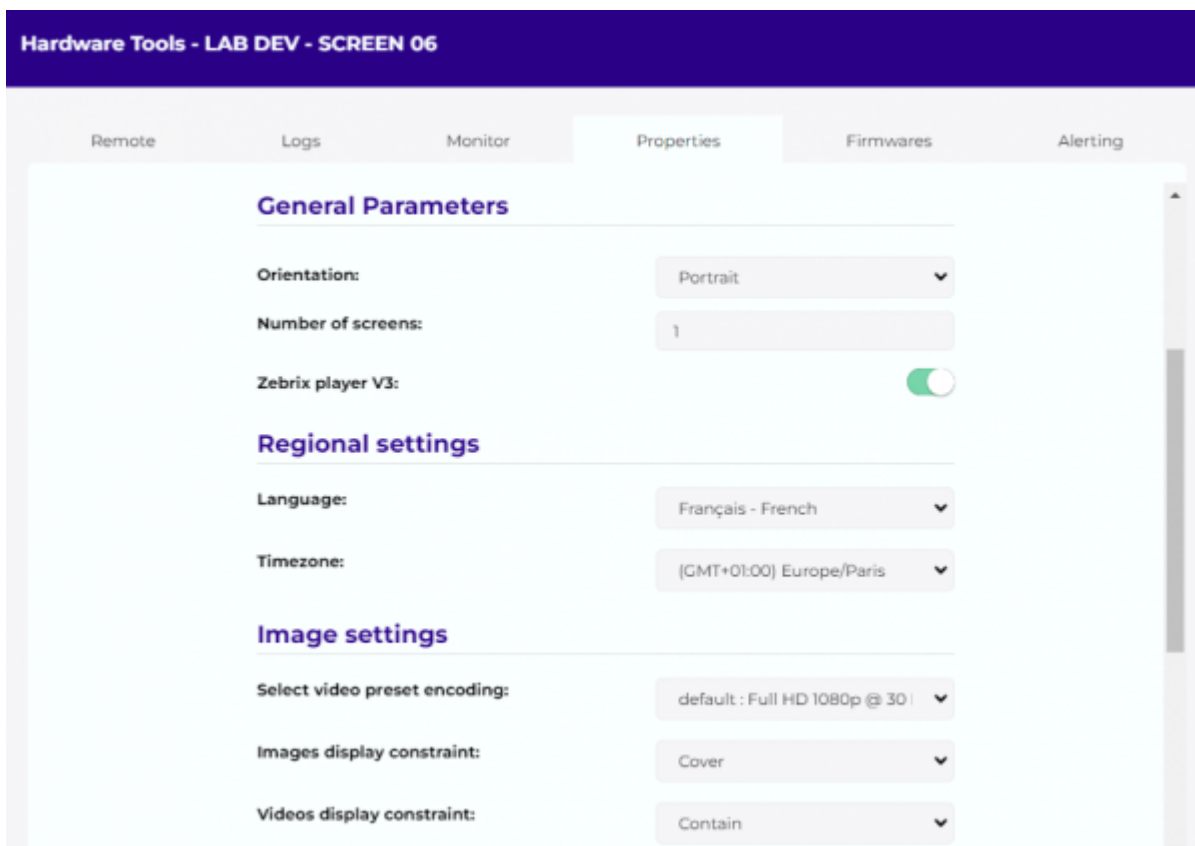 Hardware Tools - LAB DEV - SCREEN 06
Remote Logs Monitor Properties Firmwares Alerting
General Parameters
Orientation: Portrait
Number of screens: 1
Zebrix player V3:
Regional settings
Language: Français - French
Timezone: (GMT+01:00) Europe/Paris
Image settings
Select video preset encoding: default : Full HD 1080p @ 30
Images display constraint: Cover
Videos display constraint: Contain